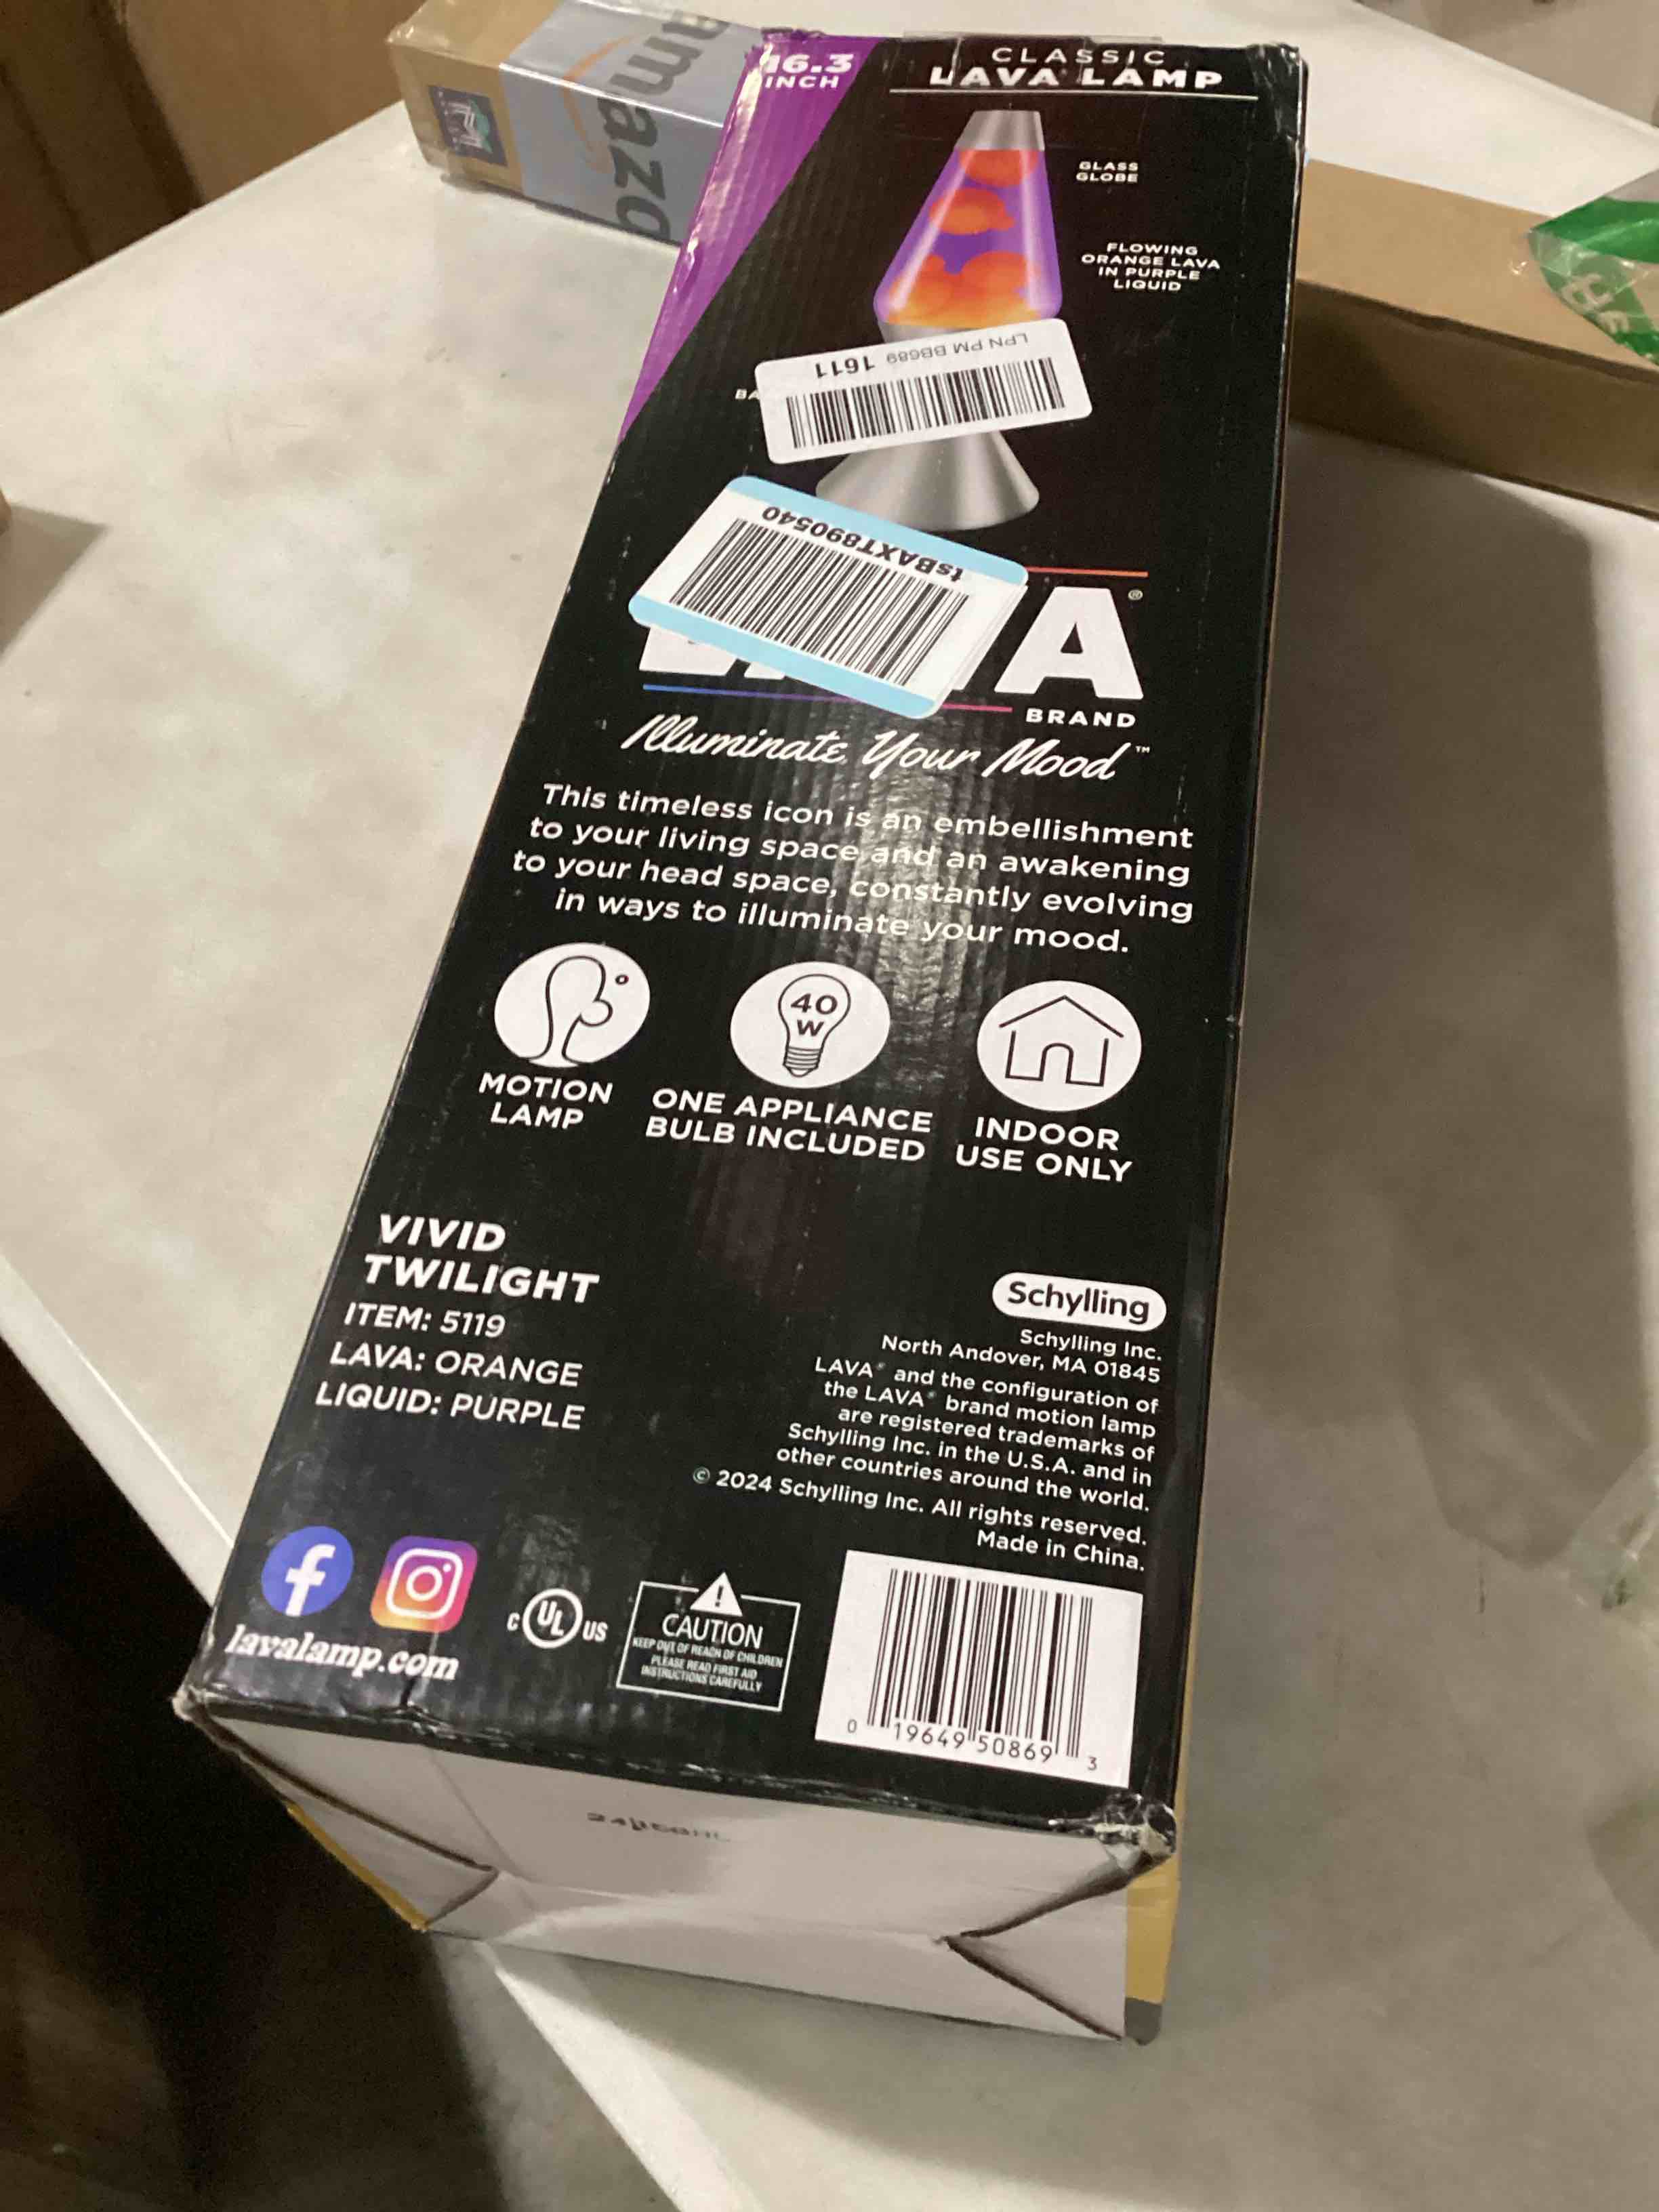 amazo
16.3
INCH
CLASSIC
LAVA LAMP
GLASS
GLOBE
FLOWING
ORANGE LAVA
IN PURPLE
LIQUID
LPN PM BB689 1611
BA
tsBAXT890540
A®
BRAND
Illuminate Your Mood™
This timeless icon is an embellishment
to your living space and an awakening
to your head space, constantly evolving
in ways to illuminate your mood.
40
W
MOTION
LAMP
ONE APPLIANCE
BULB INCLUDED
INDOOR
USE ONLY
VIVID
TWILIGHT
ITEM: 5119
LAVA: ORANGE
LIQUID: PURPLE
Schylling
Schylling Inc.
North Andover, MA 01845
LAVA® and the configuration of
the LAVA® brand motion lamp
are registered trademarks of
Schylling Inc. in the U.S.A. and in
other countries around the world.
© 2024 Schylling Inc. All rights reserved.
Made in China.
lavalamp.com
C UL US
CAUTION
KEEP OUT OF REACH OF CHILDREN
PLEASE READ FIRST AID
INSTRUCTIONS CAREFULLY
0 19649 50869 3